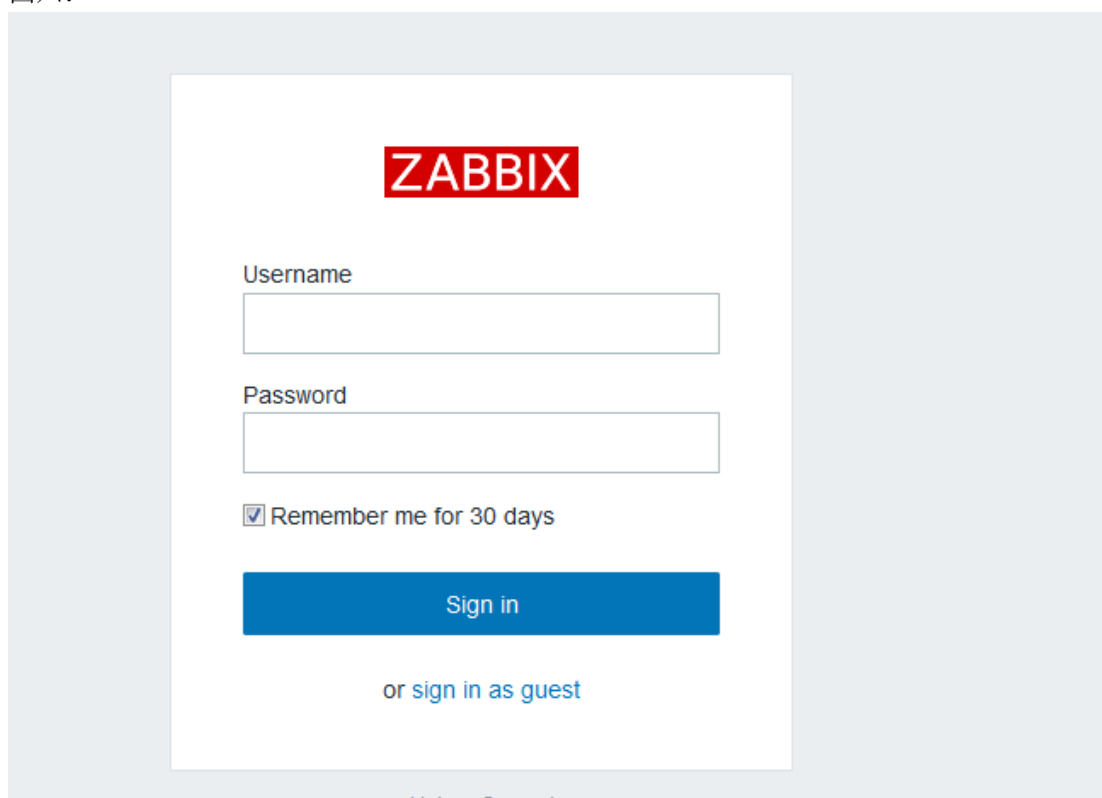 ZABBIX
Username
Password
Remember me for 30 days
Sign in
or sign in as guest